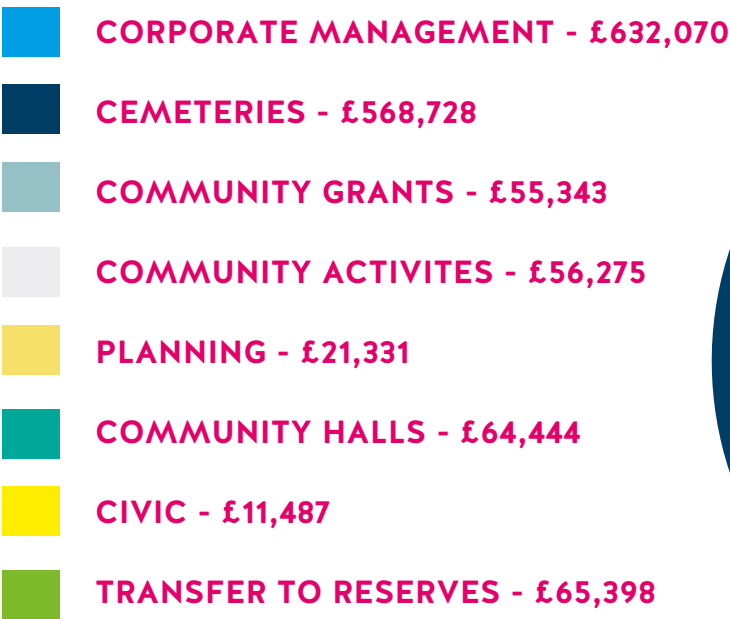 CORPORATE MANAGEMENT - £632,070
CEMETERIES - £568,728
COMMUNITY GRANTS - £55,343
COMMUNITY ACTIVITES - £56,275
PLANNING - £21,331
COMMUNITY HALLS - £64,444
CIVIC - £11,487
TRANSFER TO RESERVES - £65,398